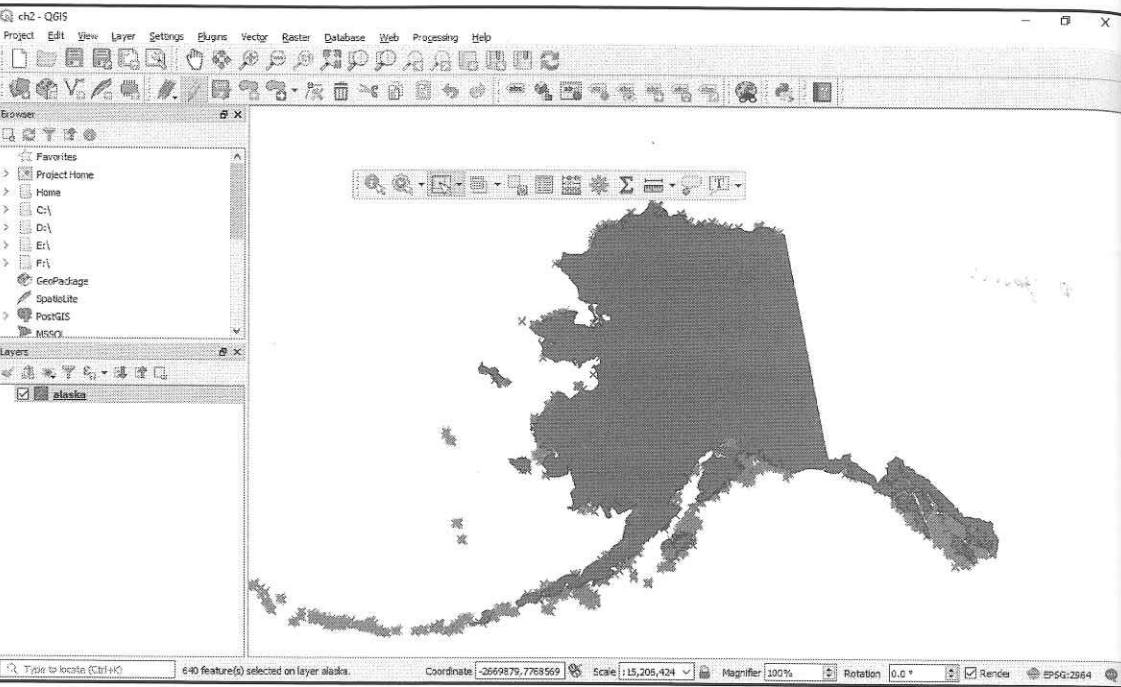 ch2 - QGIS
Project Edit View Layer Settings Plugins Vector Raster Database Web Processing Help
Browser
Favorites
Project Home
Home
C:\
D:\
E:\
F:\
GeoPackage
SpatiaLite
PostGIS
MSSQL
Layers
alaska
Type to locate (Ctrl+K) 640 feature(s) selected on layer alaska. Coordinate -2669879,7768569 Scale :15,206,424 Magnifier 100% Rotation 0.0 ° Render EPSG:2964